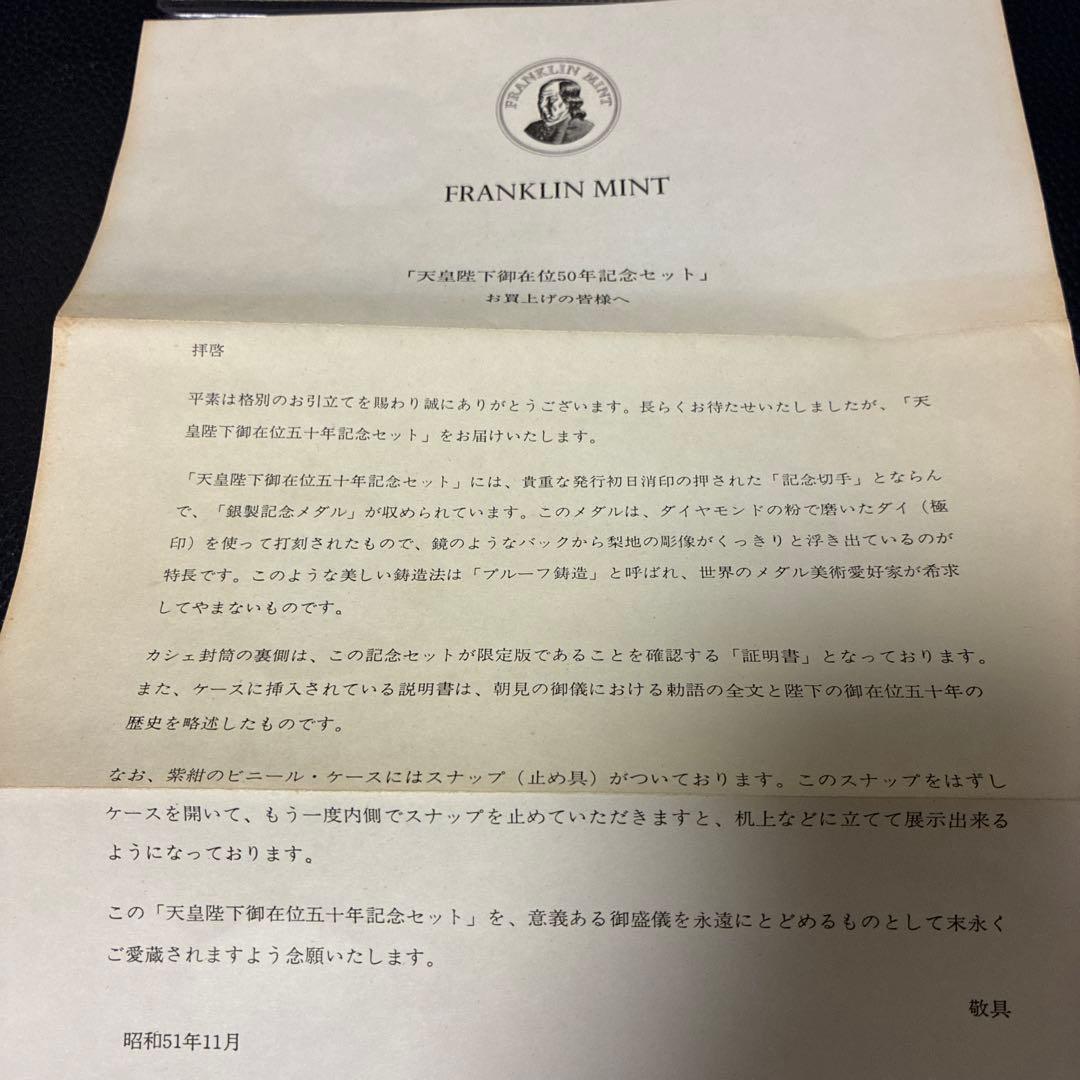 FRANKLIN MINT
FRANKLIN MINT
「天皇陛下御在位50年記念セット」
お買上げの皆様へ
拝啓
平素は格別のお引立てを賜わり誠にありがとうございます。長らくお待たせいたしましたが、「天
皇陛下御在位五十年記念セット」をお届けいたします。
「天皇陛下御在位五十年記念セット」には、貴重な発行初日消印の押された「記念切手」とならん
で、「銀製記念メダル」が収められています。このメダルは、ダイヤモンドの粉で磨いたダイ（極
印）を使って打刻されたもので、鏡のようなバックから梨地の彫像がくっきりと浮き出ているのが
特長です。このような美しい鋳造法は「プルーフ鋳造」と呼ばれ、世界のメダル美術愛好家が希求
してやまないものです。
カシェ封筒の裏側は、この記念セットが限定版であることを確認する「証明書」となっております。
また、ケースに挿入されている説明書は、朝見の御儀における勅語の全文と陛下の御在位五十年の
歴史を略述したものです。
なお、紫紺のビニール・ケースにはスナップ（止め具）がついております。このスナップをはずし
ケースを開いて、もう一度内側でスナップを止めていただきますと、机上などに立てて展示出来る
ようになっております。
この「天皇陛下御在位五十年記念セット」を、意義ある御盛儀を永遠にとどめるものとして末永く
ご愛蔵されますよう念願いたします。
敬具
昭和51年11月